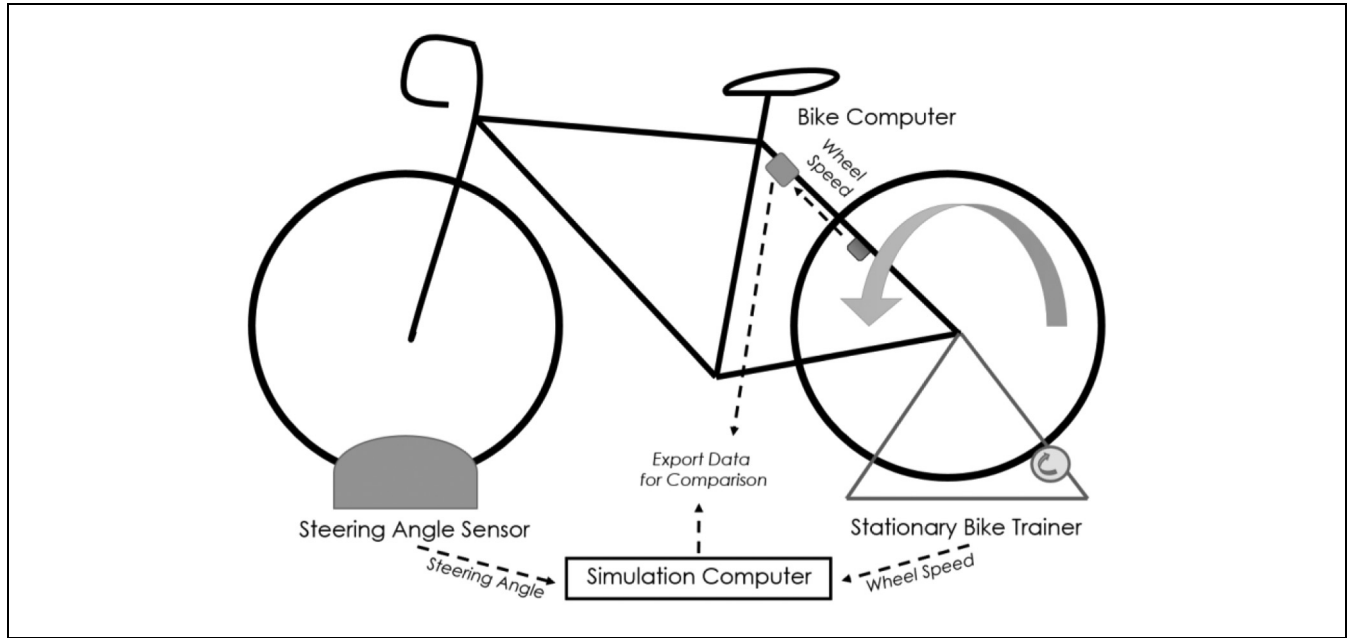 Bike Computer
Wheel
Speed
Export Data
for Comparison
Steering Angle Sensor
Stationary Bike Trainer
Steering Angle
Simulation Computer
Wheel Speed